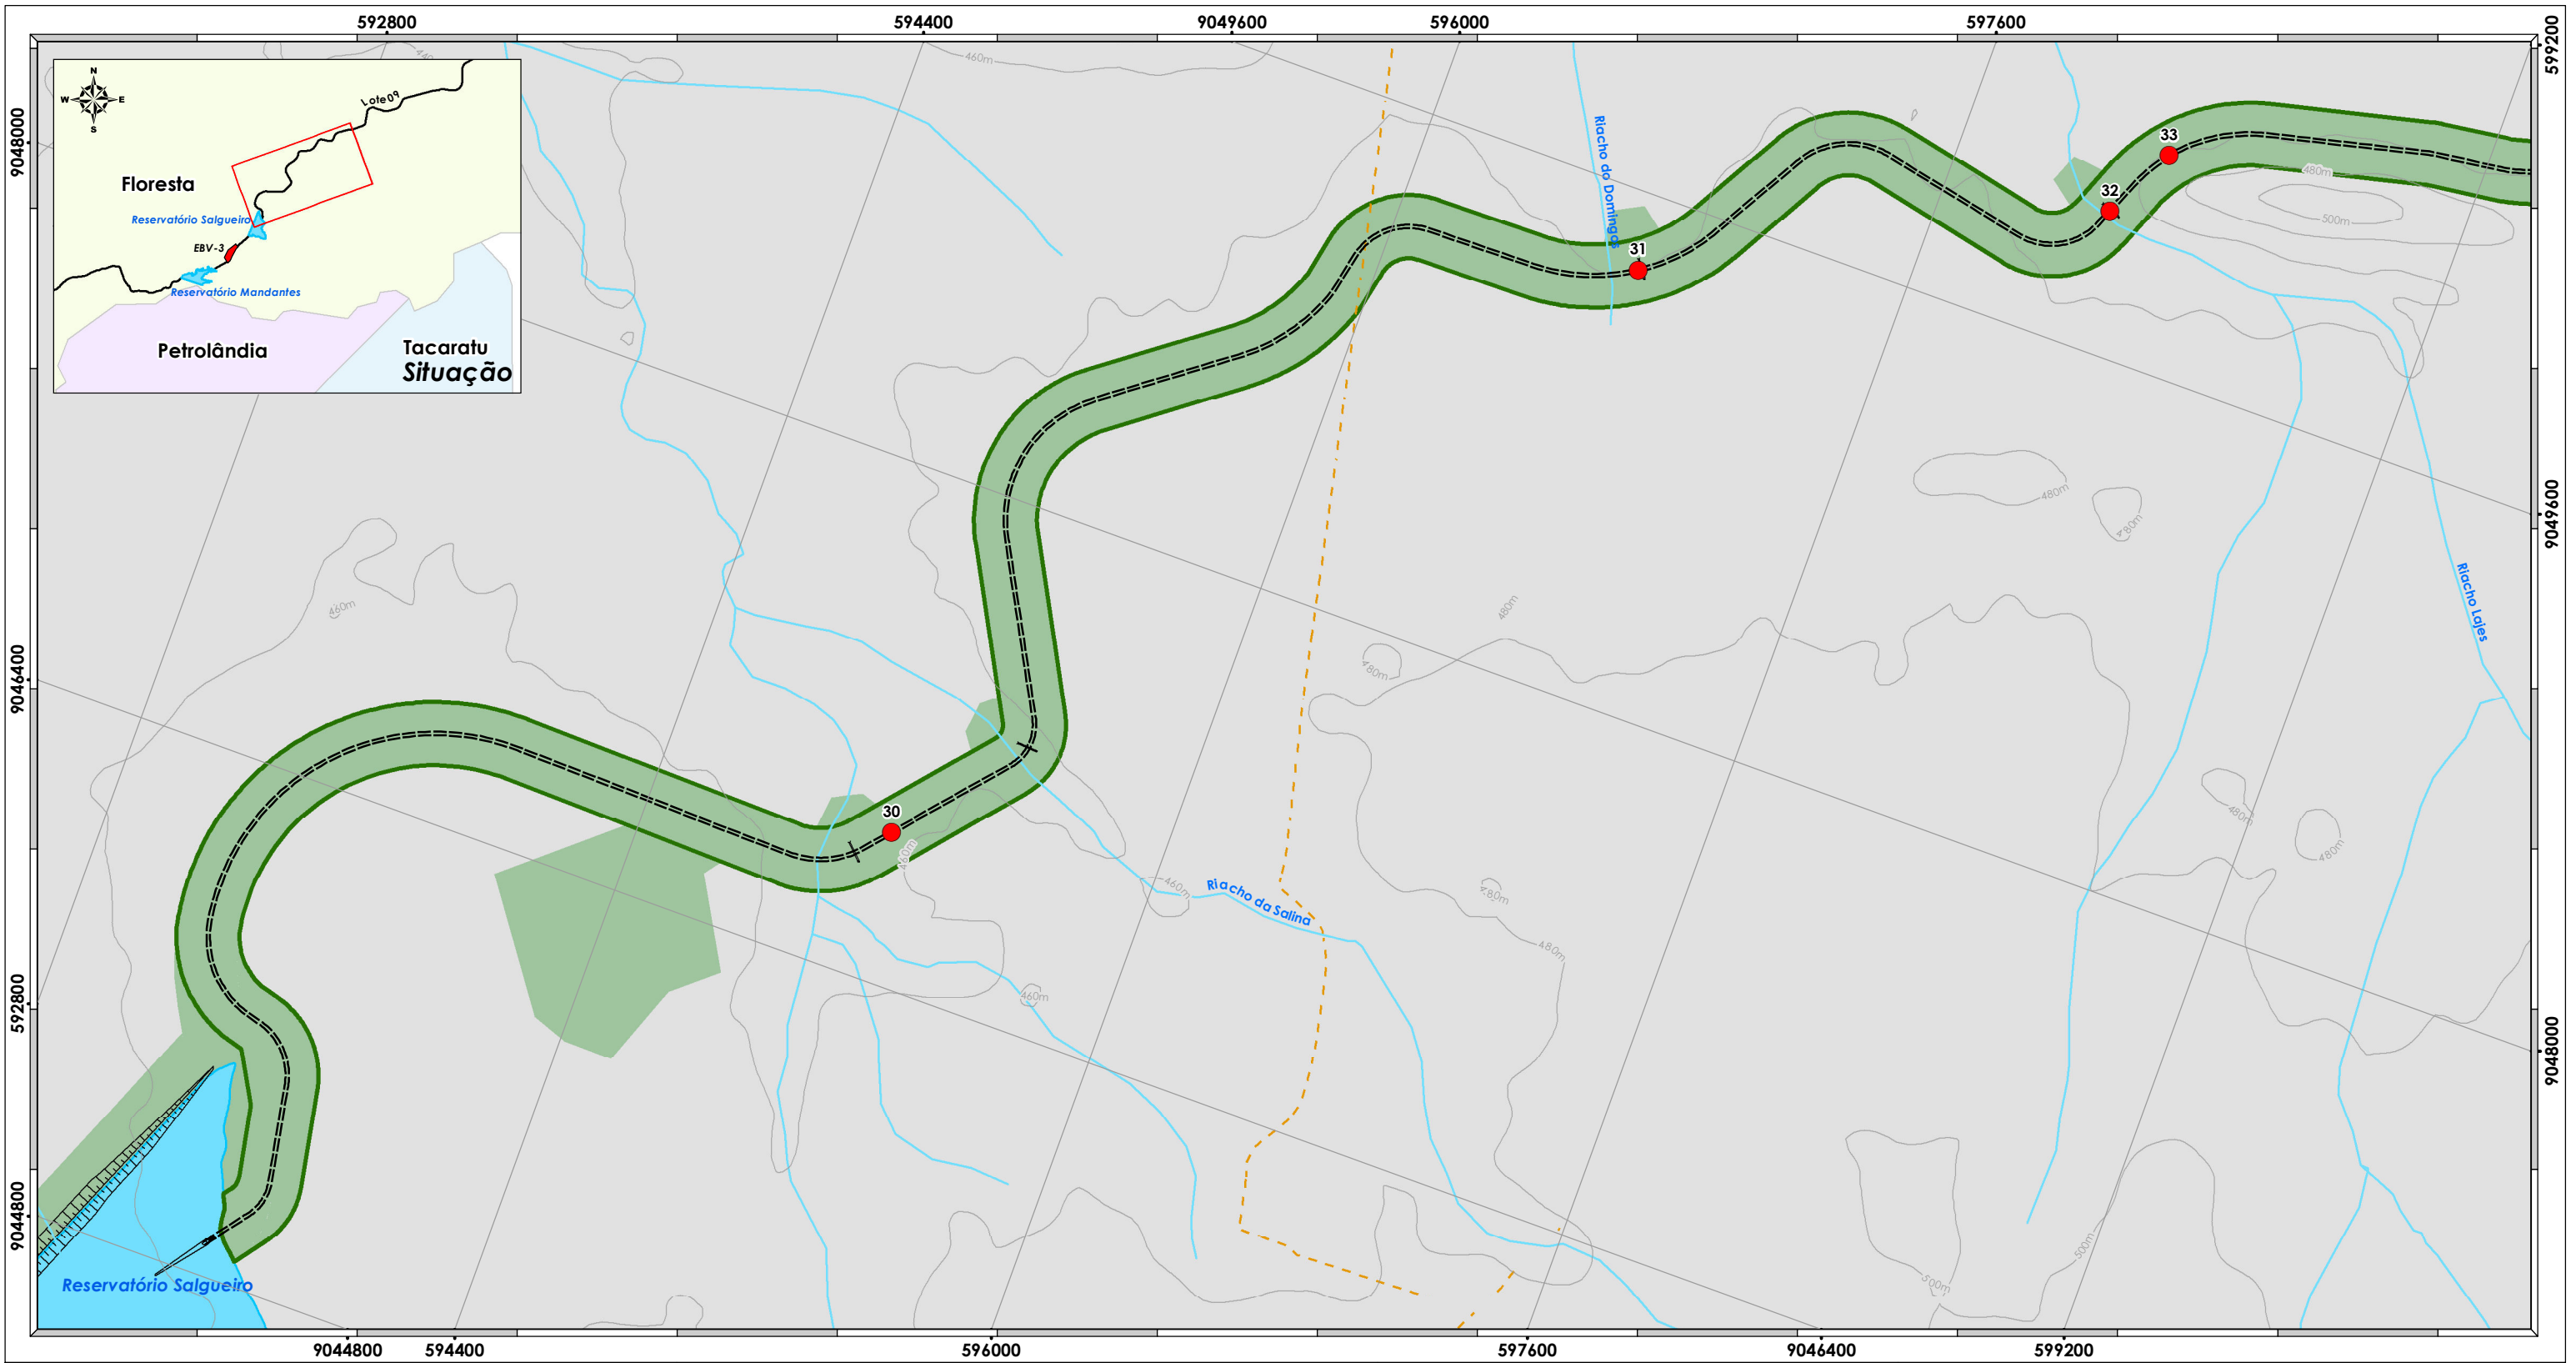 592800
594400
9049600
596000
597600
592200
9048000
9046400
592800
9044800
N
W
E
S
Lote09
Floresta
Reservatório Salgueiro
EBV-3
Reservatório Mandantes
Petrolândia
Tacaratu
Situação
440
460m
Riacho do Domingos
31
32
33
480m
500m
480m
480m
9049600
460m
480m
480m
Riacho Lajes
30
460m
460m
Riacho da Salina
480m
480m
480m
480m
460m
9048000
500m
500m
Reservatório Salgueiro
9044800
594400
596000
597600
9046400
599200